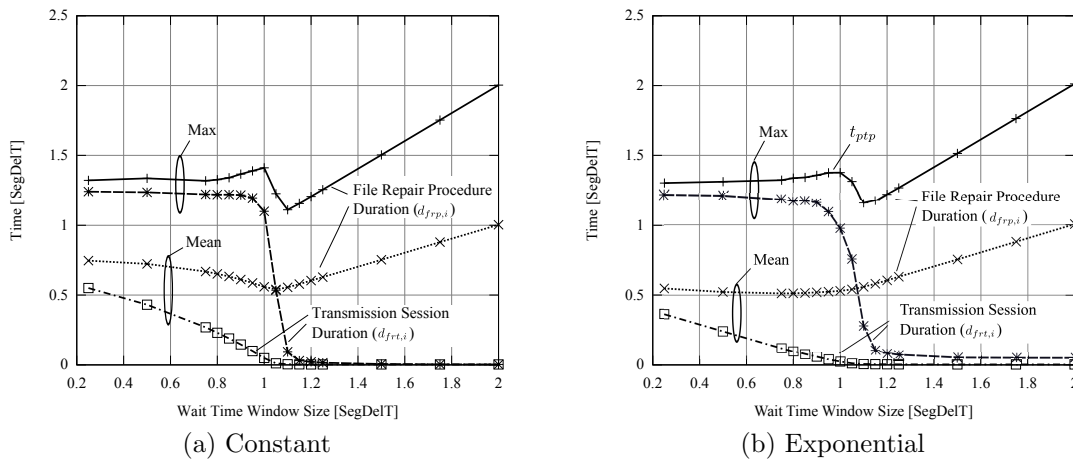 2.5
2
1.5
1
0.5
0
Time [SegDelT]
0.2 0.4 0.6 0.8 1 1.2 1.4 1.6 1.8 2
Wait Time Window Size [SegDelT]
Max
Mean
File Repair Procedure
Duration (d_{frp,i})
Transmission Session
Duration (d_{frt,i})
(a) Constant
2.5
2
1.5
1
0.5
0
Time [SegDelT]
0.2 0.4 0.6 0.8 1 1.2 1.4 1.6 1.8 2
Wait Time Window Size [SegDelT]
Max
t_{ptp}
Mean
File Repair Procedure
Duration (d_{frp,i})
Transmission Session
Duration (d_{frt,i})
(b) Exponential